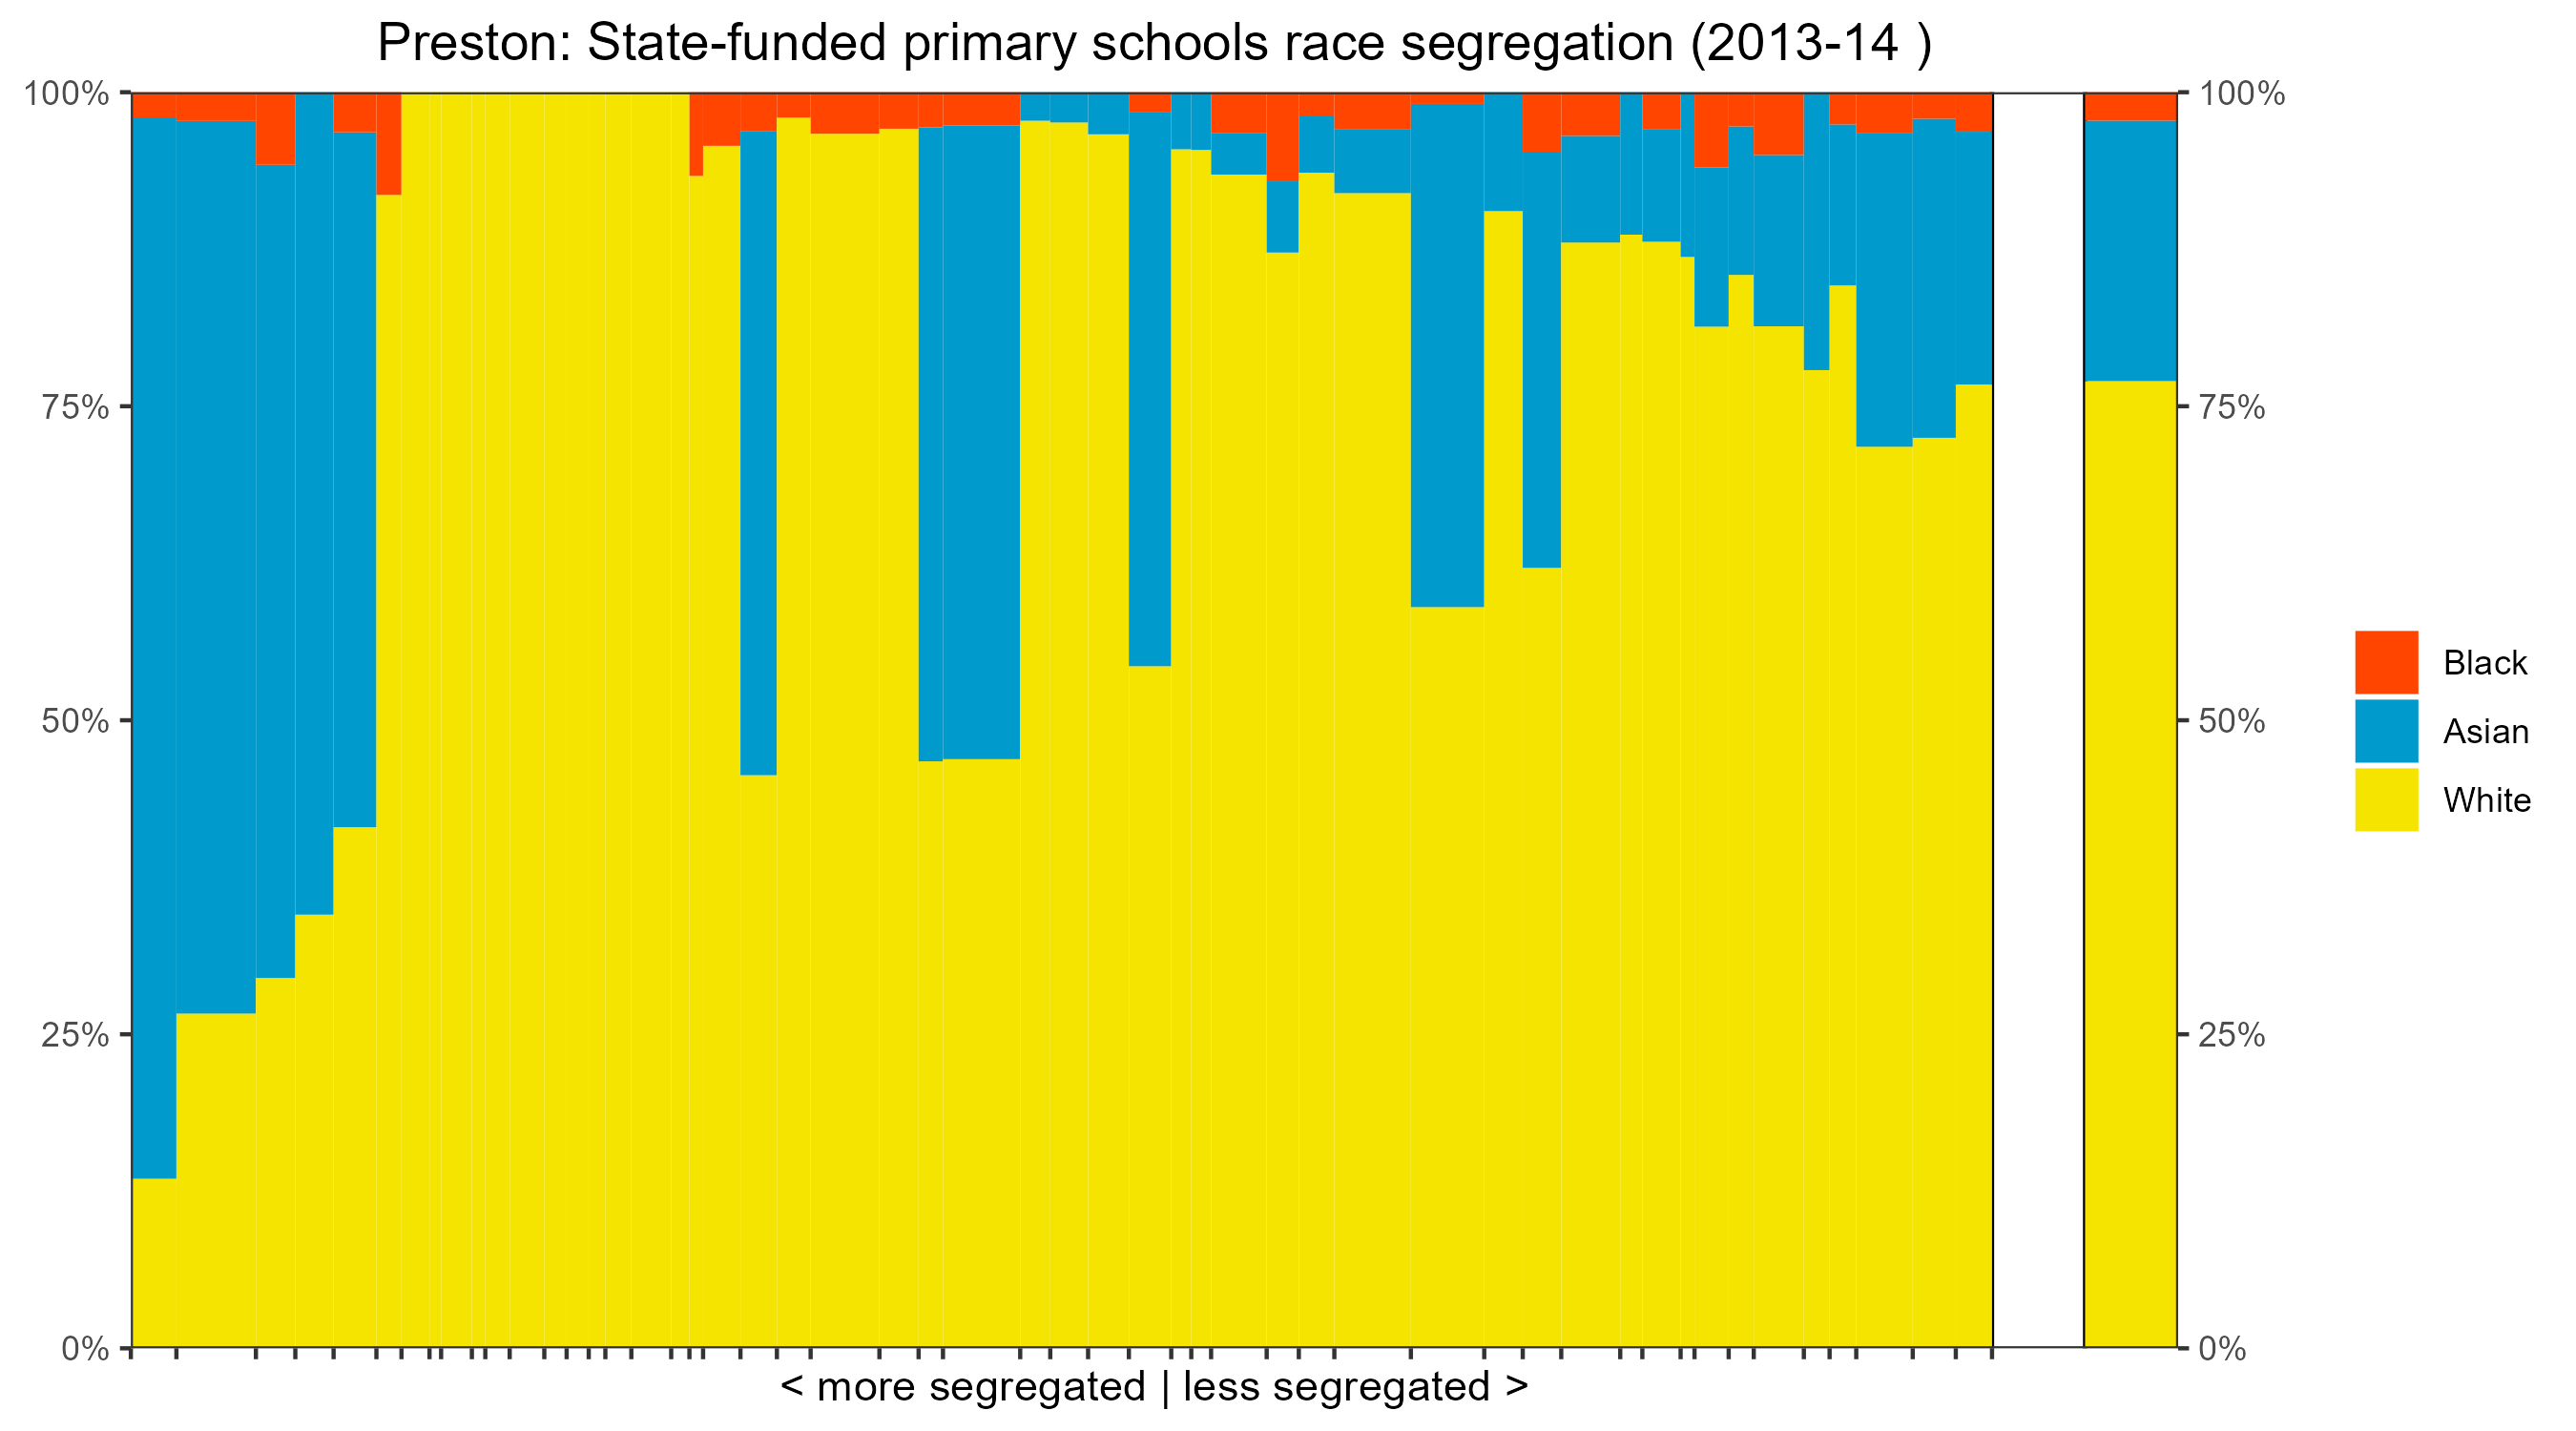 Preston: State-funded primary schools race segregation (2013-14 )
100%
75%
50%
25%
0%
100%
75%
50%
25%
0%
Black
Asian
White
< more segregated | less segregated >